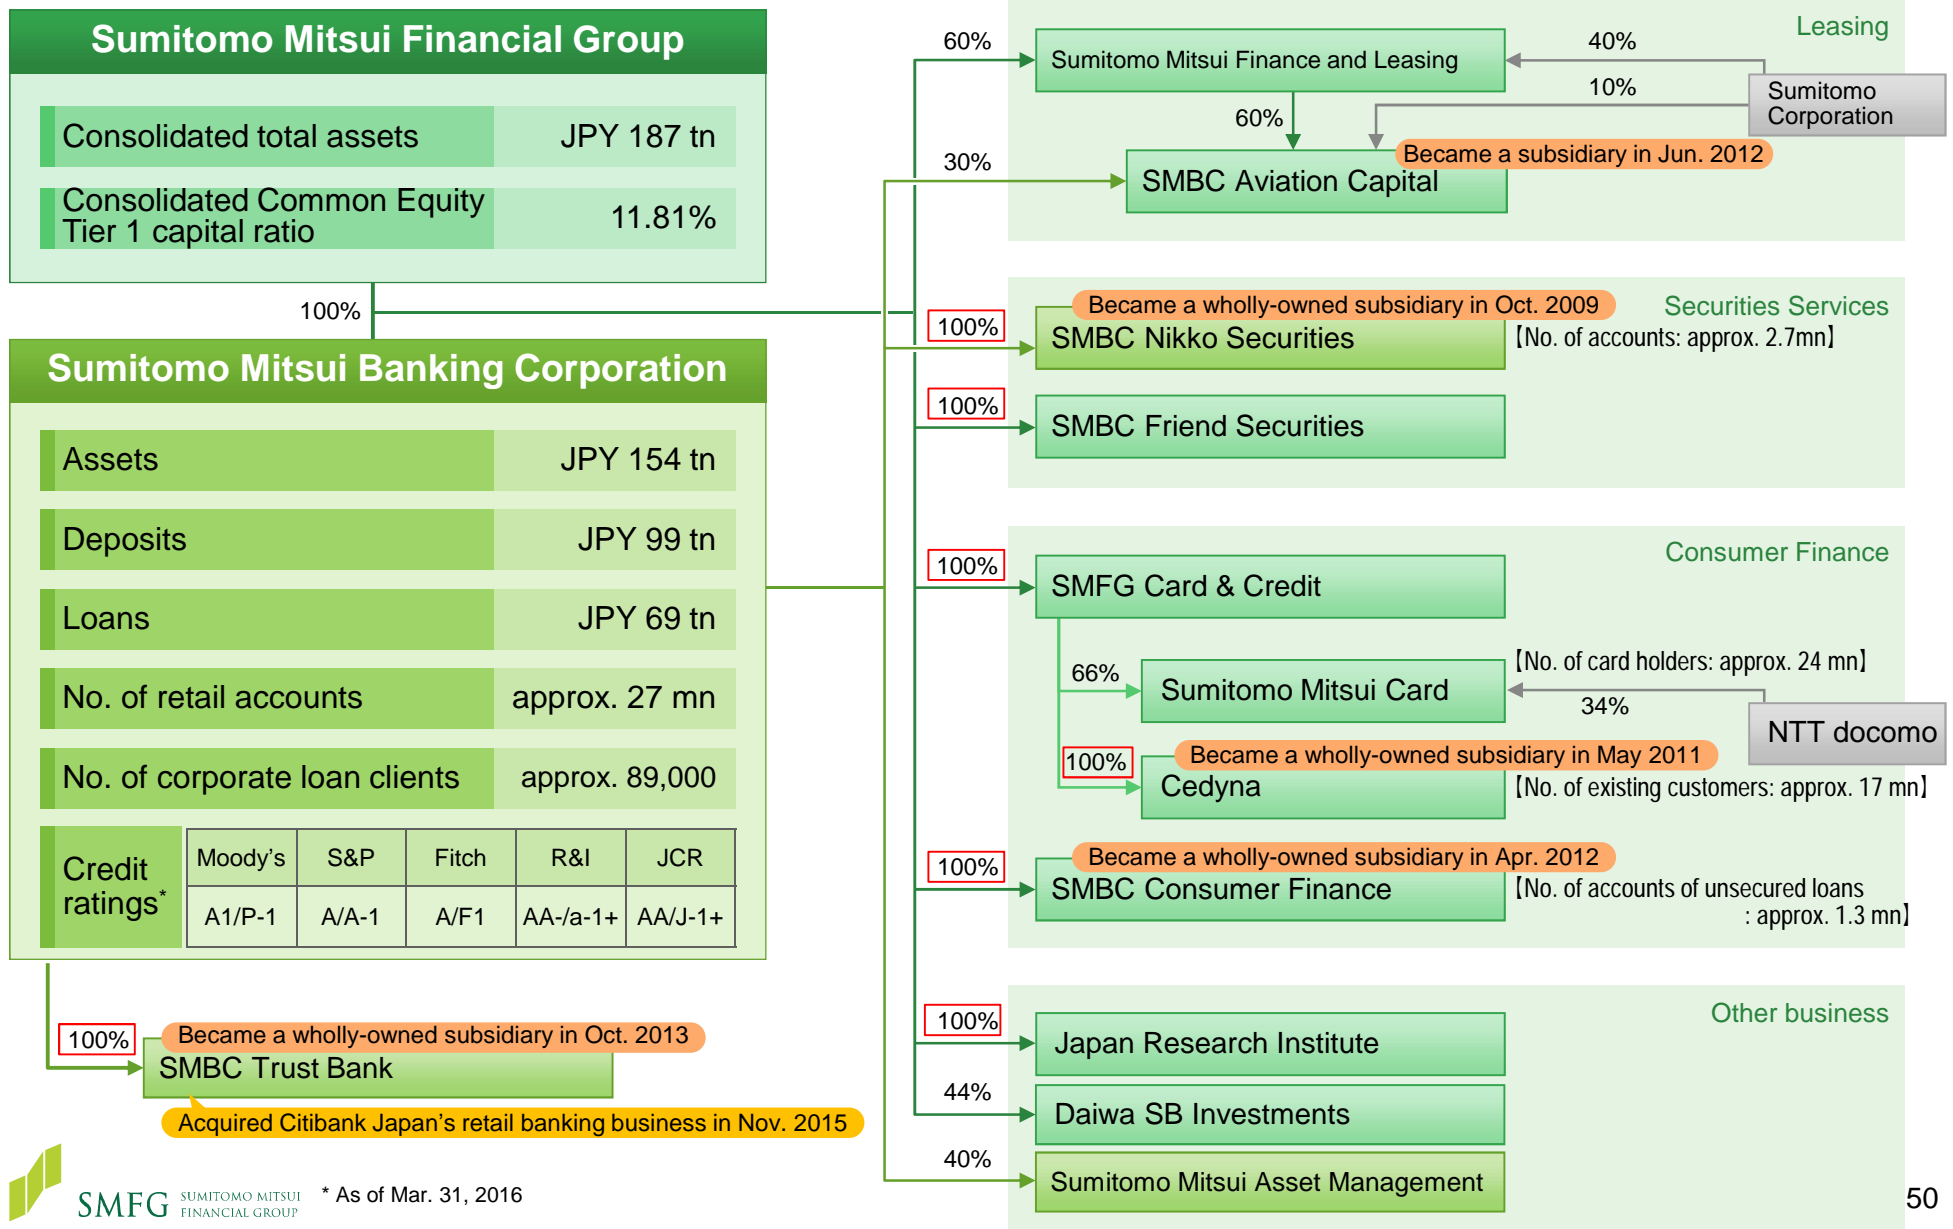 Sumitomo Mitsui Financial Group
Consolidated total assets
JPY 187 tn
Consolidated Common Equity
Tier 1 capital ratio
11.81%
100%
Sumitomo Mitsui Banking Corporation
Assets
JPY 154 tn
Deposits
JPY 99 tn
Loans
JPY 69 tn
No. of retail accounts
approx. 27 mn
No. of corporate loan clients
approx. 89,000
Credit
ratings*
Moody’s
S&P
Fitch
R&I
JCR
A1/P-1
A/A-1
A/F1
AA-/a-1+
AA/J-1+
100%
Became a wholly-owned subsidiary in Oct. 2013
SMBC Trust Bank
Acquired Citibank Japan’s retail banking business in Nov. 2015
Leasing
60%
Sumitomo Mitsui Finance and Leasing
40%
10%
Sumitomo
Corporation
60%
30%
Became a subsidiary in Jun. 2012
SMBC Aviation Capital
Securities Services
100%
Became a wholly-owned subsidiary in Oct. 2009
SMBC Nikko Securities
【No. of accounts: approx. 2.7mn】
100%
SMBC Friend Securities
Consumer Finance
100%
SMFG Card & Credit
66%
Sumitomo Mitsui Card
【No. of card holders: approx. 24 mn】
34%
NTT docomo
100%
Became a wholly-owned subsidiary in May 2011
Cedyna
【No. of existing customers: approx. 17 mn】
100%
Became a wholly-owned subsidiary in Apr. 2012
SMBC Consumer Finance
【No. of accounts of unsecured loans
: approx. 1.3 mn】
Other business
100%
Japan Research Institute
44%
Daiwa SB Investments
40%
Sumitomo Mitsui Asset Management
SMFG
SUMITOMO MITSUI
FINANCIAL GROUP
* As of Mar. 31, 2016
50